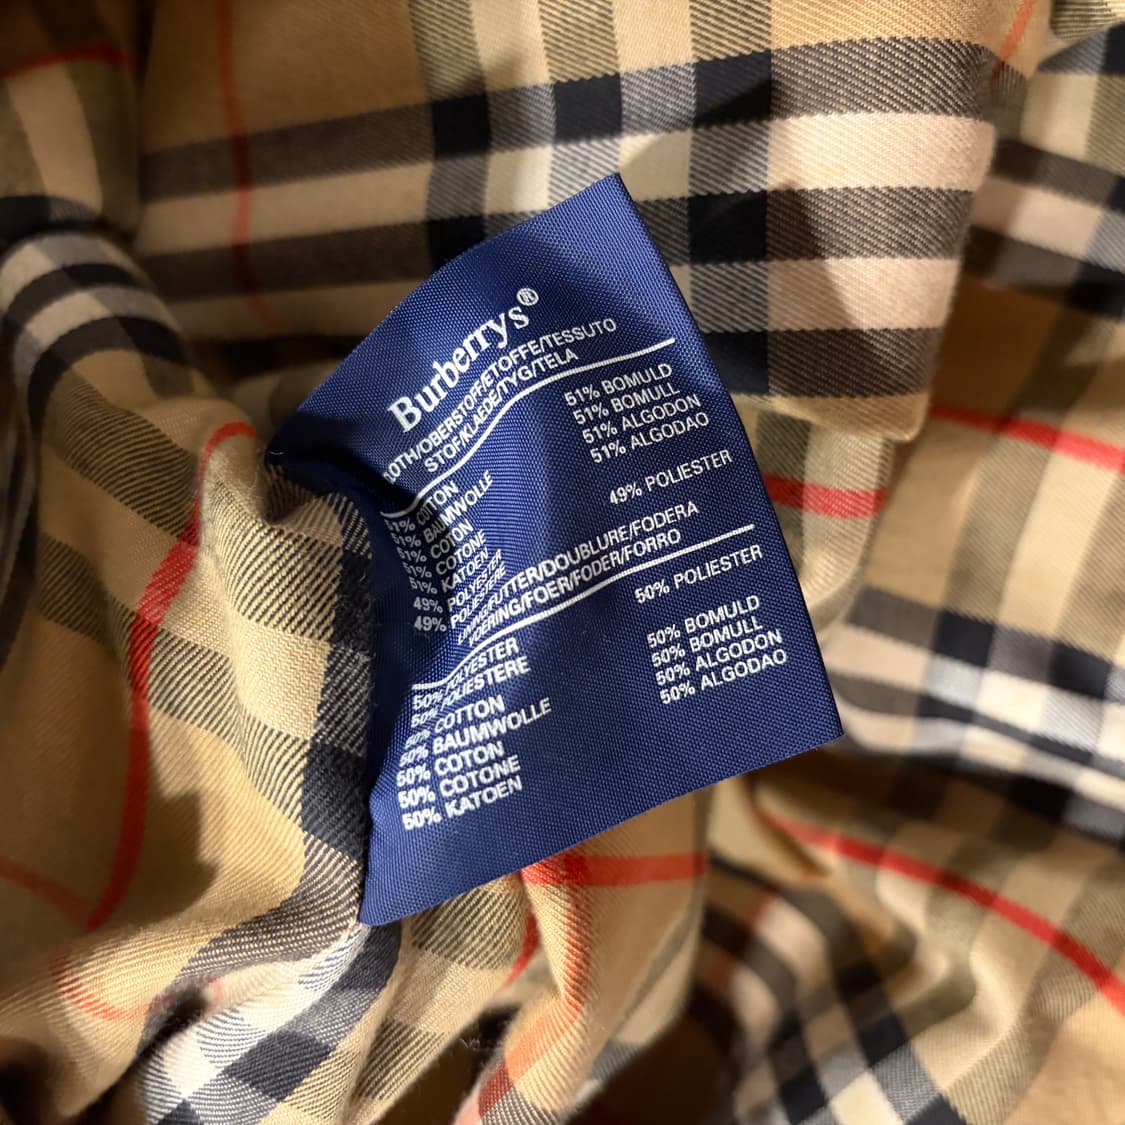 Burberrys®
CLOTH/OBERSTOFF/ETOFFE/TESSUTO
STOF/KLAEDE/TYG/TELA
51% COTTON
51% BAUMWOLLE
51% COTON
51% COTONE
51% KATOEN
49% POLYESTER
49% POLIESTERE
51% BOMULD
51% BOMULL
51% ALGODON
51% ALGODAO
49% POLIESTER
LINING/FUTTER/DOUBLURE/FODERA
VOERING/FOER/FODER/FORRO
50% POLYESTER
50% POLIESTERE
50% COTTON
50% BAUMWOLLE
50% COTON
50% COTONE
50% KATOEN
50% POLIESTER
50% BOMULD
50% BOMULL
50% ALGODON
50% ALGODAO